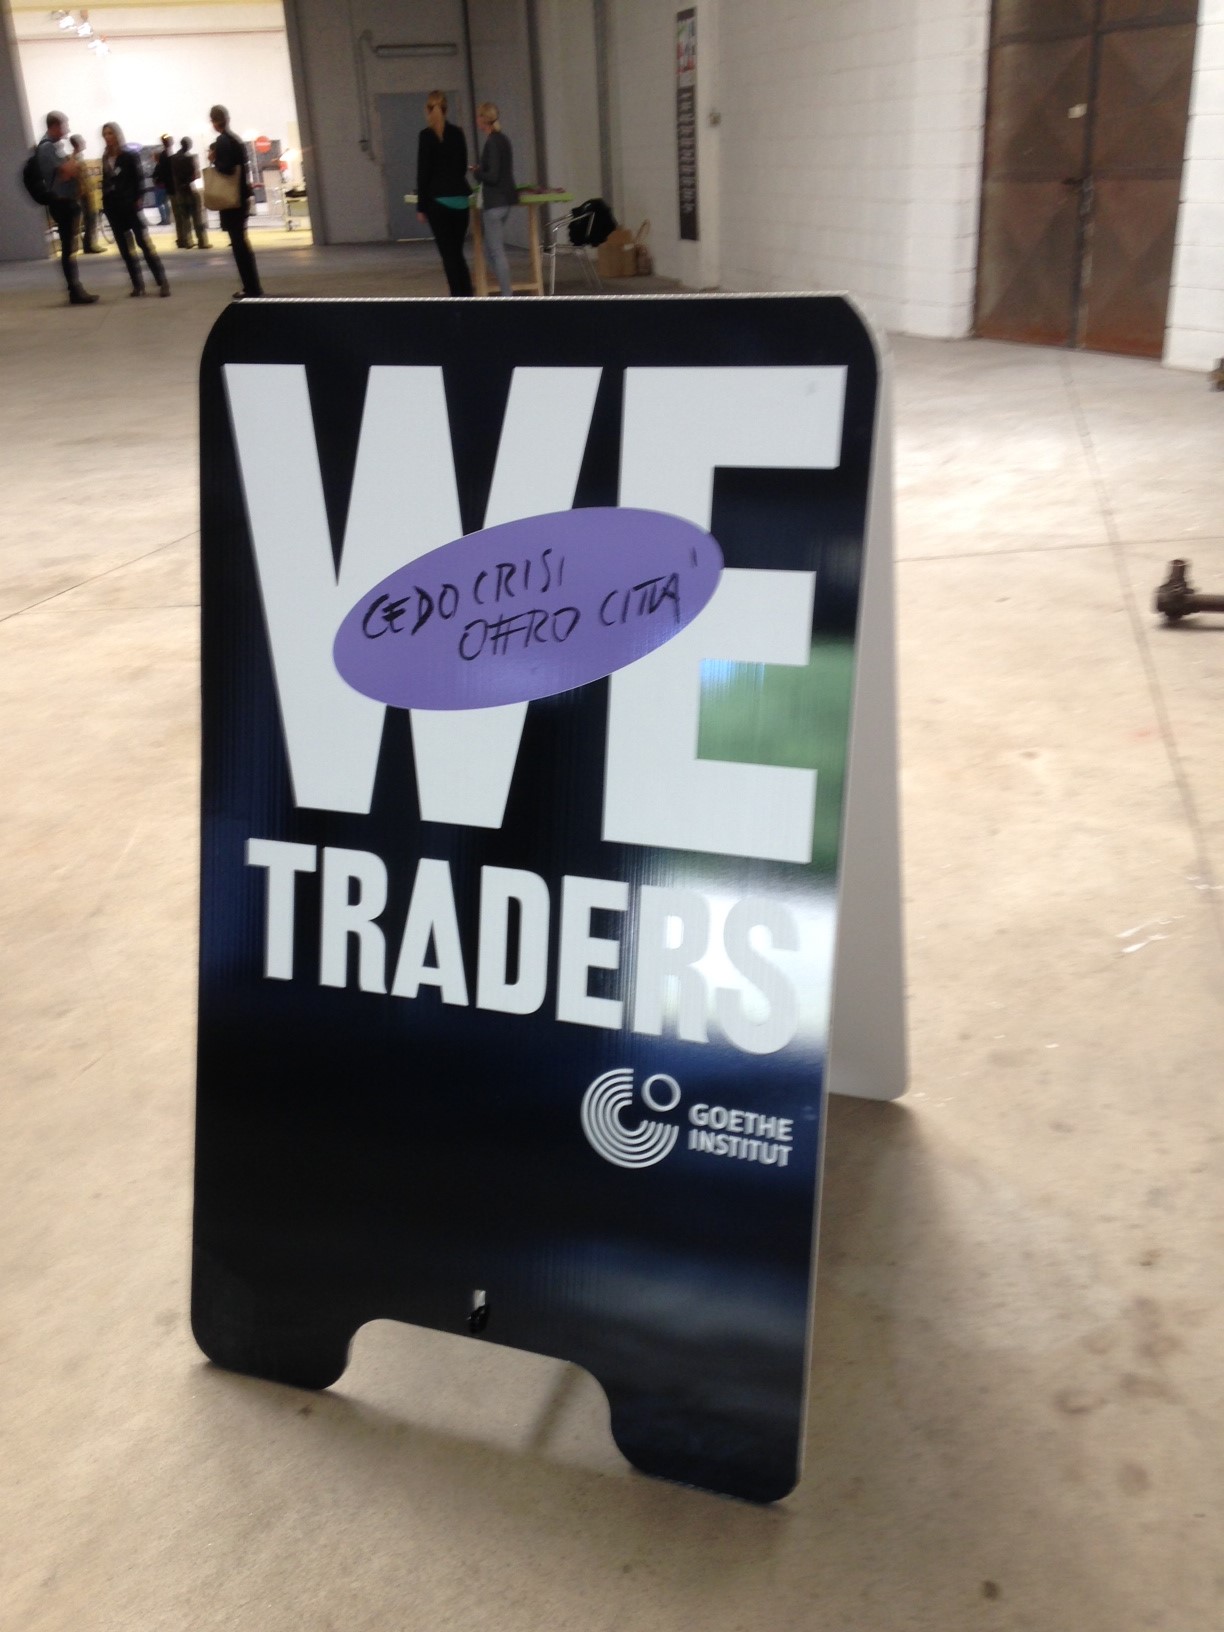 WE
CEDO CRISI
OFFRO CITTA'
TRADERS
GOETHE
INSTITUT